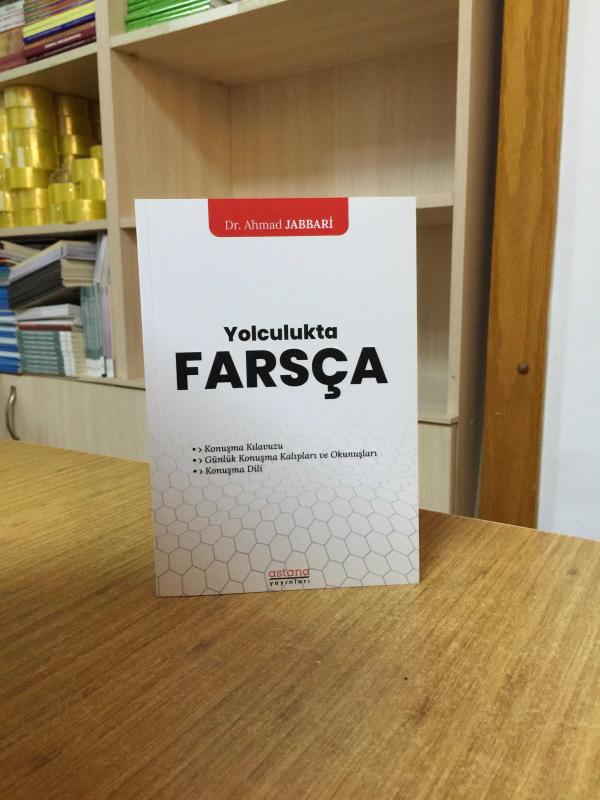 Dr. Ahmad JABBARİ
Yolculukta
FARSÇA
• › Konuşma Kılavuzu
• › Günlük Konuşma Kalıpları ve Okunuşları
• › Konuşma Dili
astana
yayınları